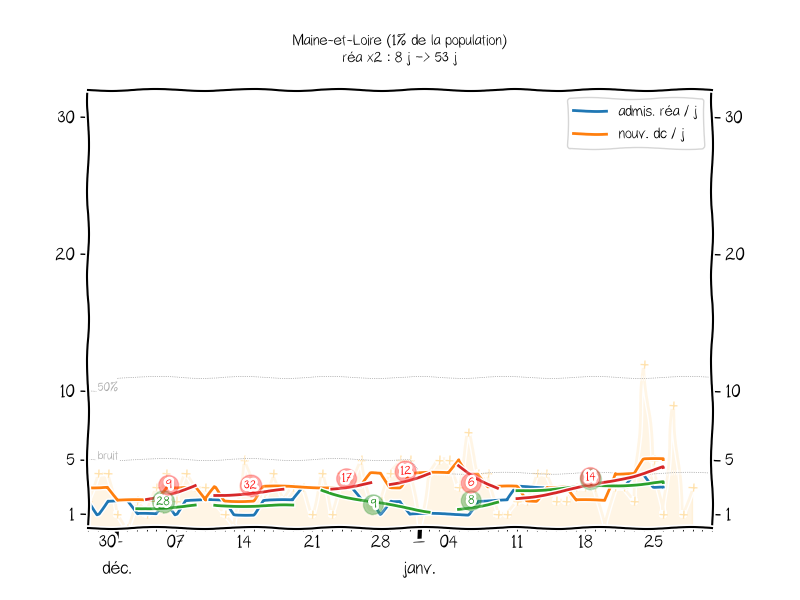 Maine-et-Loire (1% de la population)
réa x2 : 8 j -> 53 j
admis. réa / j
nouv. dc / j
30 30
20 20
50%
10 10
bruit
5 5
9 28 32 17 9 12 6 8 14
1 1
30 07 14 21 28 1 04 11 18 25
déc. janv.